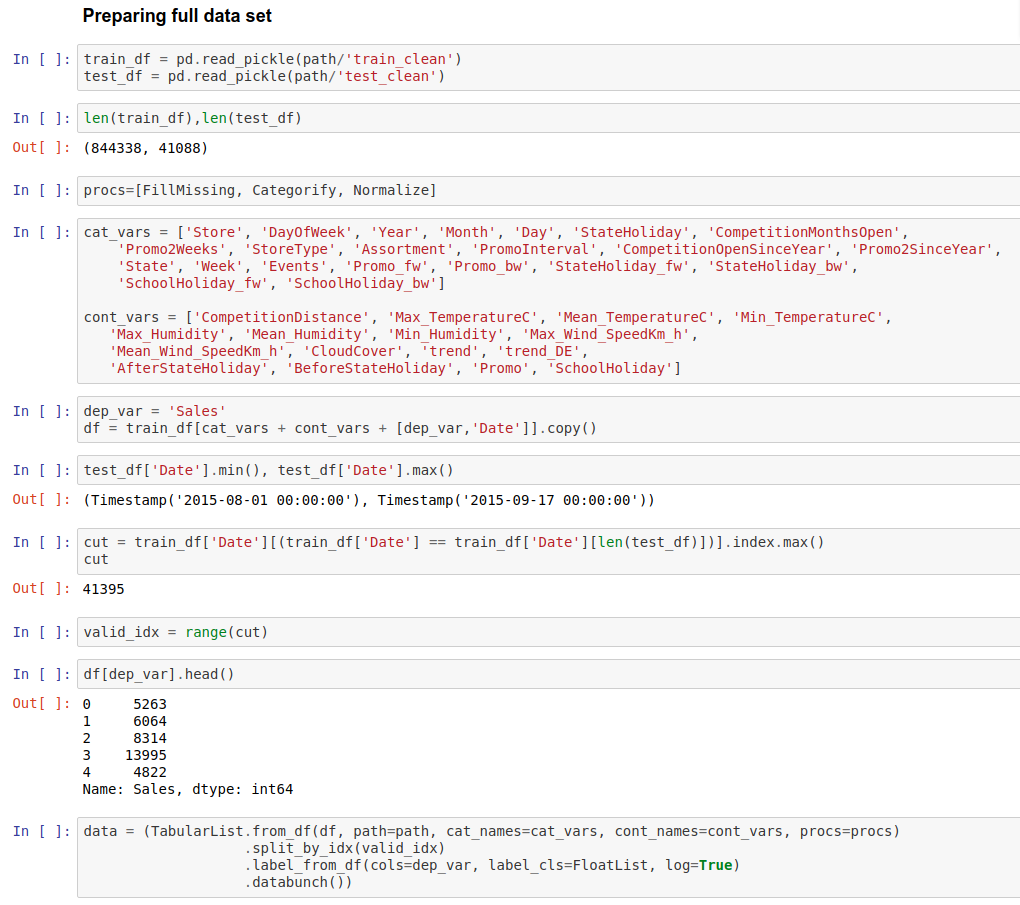 Preparing full data set
In [ ]: train_df = pd.read_pickle(path/'train_clean')
test_df = pd.read_pickle(path/'test_clean')
In [ ]: len(train_df),len(test_df)
Out[ ]: (844338, 41088)
In [ ]: procs=[FillMissing, Categorify, Normalize]
In [ ]: cat_vars = ['Store', 'DayOfWeek', 'Year', 'Month', 'Day', 'StateHoliday', 'CompetitionMonthsOpen',
'Promo2Weeks', 'StoreType', 'Assortment', 'PromoInterval', 'CompetitionOpenSinceYear', 'Promo2SinceYear',
'State', 'Week', 'Events', 'Promo_fw', 'Promo_bw', 'StateHoliday_fw', 'StateHoliday_bw',
'SchoolHoliday_fw', 'SchoolHoliday_bw']
cont_vars = ['CompetitionDistance', 'Max_TemperatureC', 'Mean_TemperatureC', 'Min_TemperatureC',
'Max_Humidity', 'Mean_Humidity', 'Min_Humidity', 'Max_Wind_SpeedKm_h',
'Mean_Wind_SpeedKm_h', 'CloudCover', 'trend', 'trend_DE',
'AfterStateHoliday', 'BeforeStateHoliday', 'Promo', 'SchoolHoliday']
In [ ]: dep_var = 'Sales'
df = train_df[cat_vars + cont_vars + [dep_var,'Date']].copy()
In [ ]: test_df['Date'].min(), test_df['Date'].max()
Out[ ]: (Timestamp('2015-08-01 00:00:00'), Timestamp('2015-09-17 00:00:00'))
In [ ]: cut = train_df['Date'][(train_df['Date'] == train_df['Date'][len(test_df)])].index.max()
cut
Out[ ]: 41395
In [ ]: valid_idx = range(cut)
In [ ]: df[dep_var].head()
Out[ ]: 0 5263
1 6064
2 8314
3 13995
4 4822
Name: Sales, dtype: int64
In [ ]: data = (TabularList.from_df(df, path=path, cat_names=cat_vars, cont_names=cont_vars, procs=procs)
.split_by_idx(valid_idx)
.label_from_df(cols=dep_var, label_cls=FloatList, log=True)
.databunch())